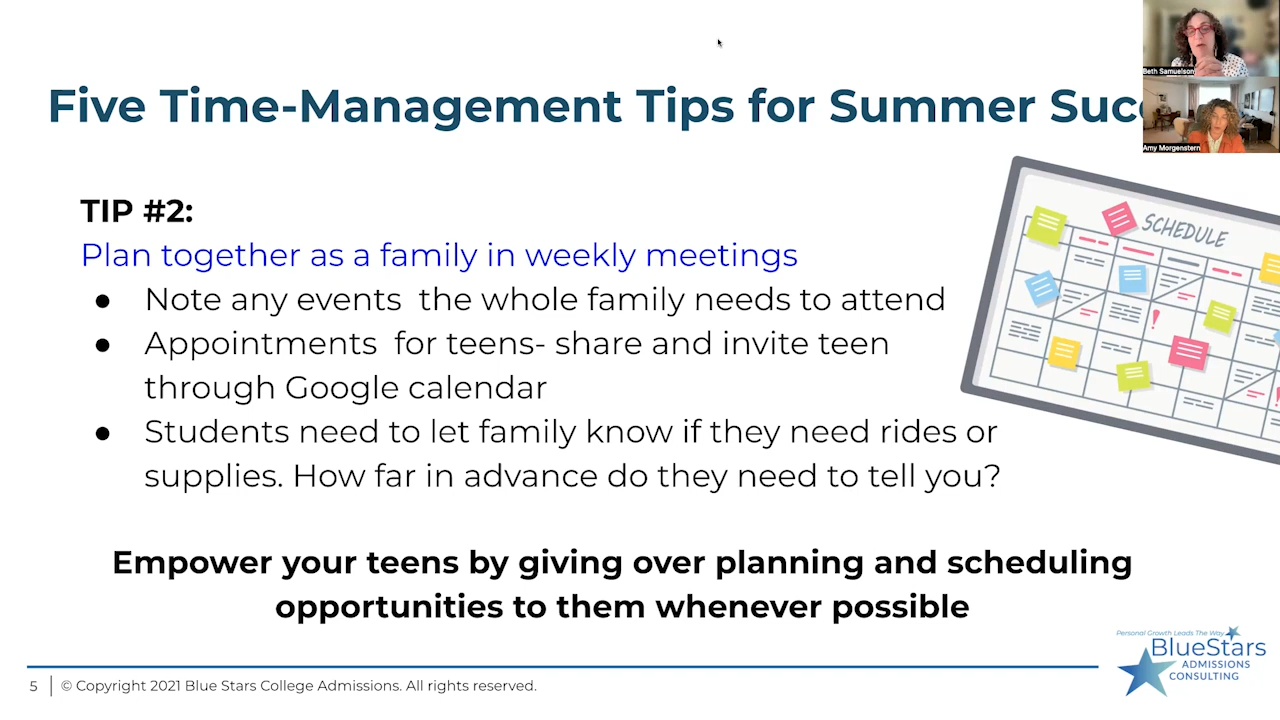 Five Time-Management Tips for Summer Suc
Beth Samuelson
Amy Morgenstern
TIP #2:
Plan together as a family in weekly meetings
● Note any events the whole family needs to attend
● Appointments for teens- share and invite teen
through Google calendar
● Students need to let family know if they need rides or
supplies. How far in advance do they need to tell you?
SCHEDULE
Empower your teens by giving over planning and scheduling
opportunities to them whenever possible
Personal Growth Leads The Way
BlueStars
ADMISSIONS
CONSULTING
5 © Copyright 2021 Blue Stars College Admissions. All rights reserved.